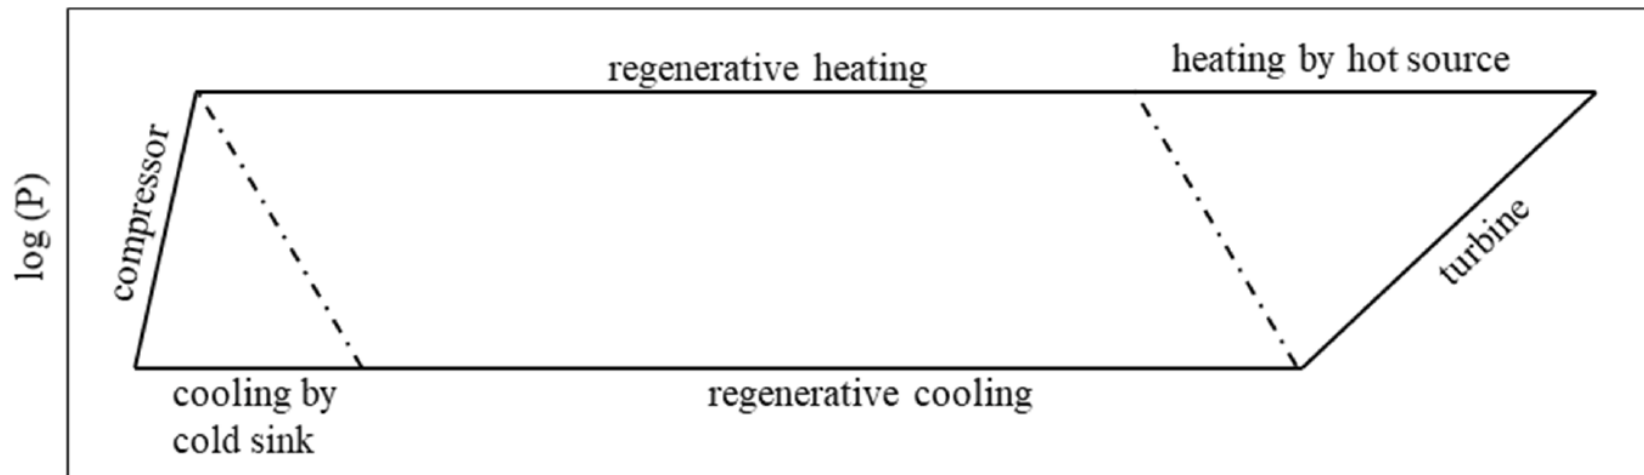 regenerative heating
heating by hot source
compressor
log (P)
turbine
cooling by
cold sink
regenerative cooling